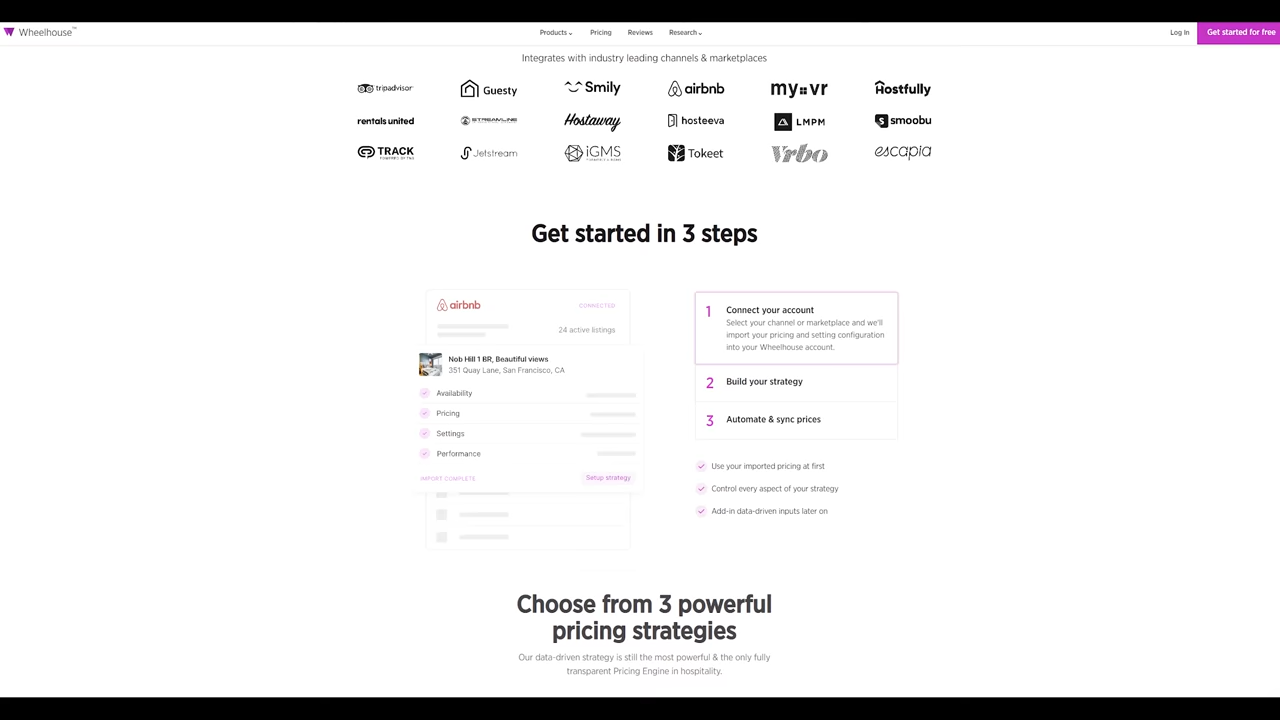 Wheelhouse™
Products
Pricing
Reviews
Research
Log In
Get started for free
Integrates with industry leading channels & marketplaces
tripadvisor
Guesty
Smily
airbnb
my vr
Hostfully
rentals united
STREAMLINE
Hostaway
hosteeva
LMPM
smoobu
TRACK
Jetstream
iGMS
Tokeet
Vrbo
escapia
Get started in 3 steps
airbnb
CONNECTED
24 active listings
Nob Hill 1 BR, Beautiful views
351 Quay Lane, San Francisco, CA
Availability
Pricing
Settings
Performance
IMPORT COMPLETE
Setup strategy
1
Connect your account
Select your channel or marketplace and we'll
import your pricing and setting configuration
into your Wheelhouse account.
2
Build your strategy
3
Automate & sync prices
Use your imported pricing at first
Control every aspect of your strategy
Add-in data-driven inputs later on
Choose from 3 powerful
pricing strategies
Our data-driven strategy is still the most powerful & the only fully
transparent Pricing Engine in hospitality.